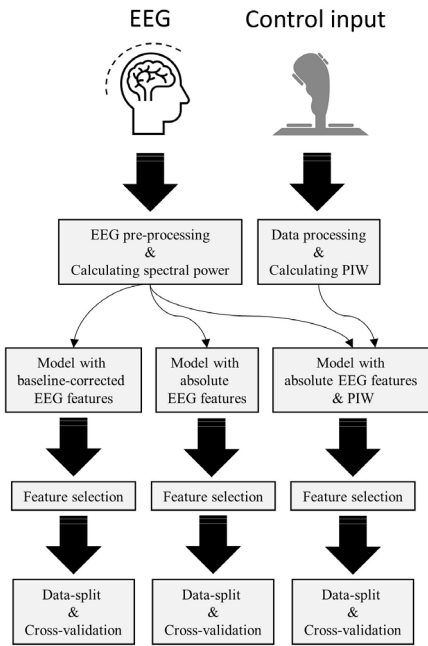 EEG
Control input
EEG pre-processing
&
Calculating spectral power
Data processing
&
Calculating PIW
Model with
baseline-corrected
EEG features
Model with
absolute
EEG features
Model with
absolute EEG features
& PIW
Feature selection
Feature selection
Feature selection
Data-split
&
Cross-validation
Data-split
&
Cross-validation
Data-split
&
Cross-validation